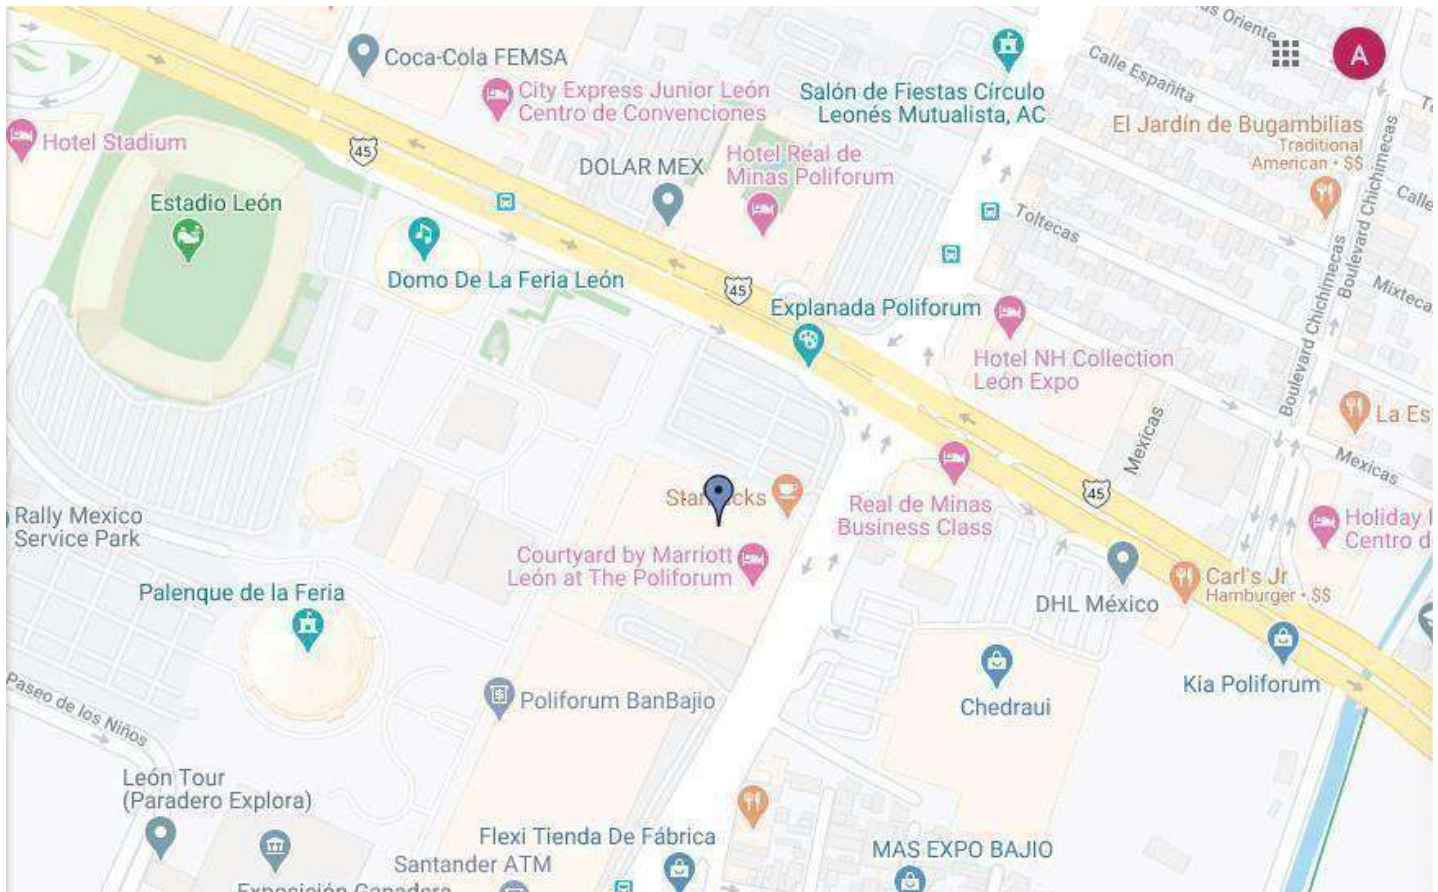 Coca-Cola FEMSA
City Express Junior León
Centro de Convenciones
Salón de Fiestas Círculo
Leonés Mutualista, AC
Oriente
A
Calle Españita
El Jardín de Bugambilias
Traditional
American • $$
Hotel Stadium
45
DOLAR MEX
Hotel Real de
Minas Poliforum
Boulevard Chichimecas
Calle
Estadio León
Toltecas
Domo De La Feria León
45
Explanada Poliforum
Boulevard Chichimecas
Hotel NH Collection
León Expo
La Es
Mexicas
Mexicas
45
Real de Minas
Business Class
Rally Mexico
Service Park
Courtyard by Marriott
León at The Poliforum
Holiday
Centro d
Carl's Jr
Hamburger • $$
DHL México
Palenque de la Feria
Kia Poliforum
Poliforum BanBajio
Chedraui
Paseo de los Niños
León Tour
(Paradero Explora)
Flexi Tienda De Fábrica
MAS EXPO BAJIO
Santander ATM